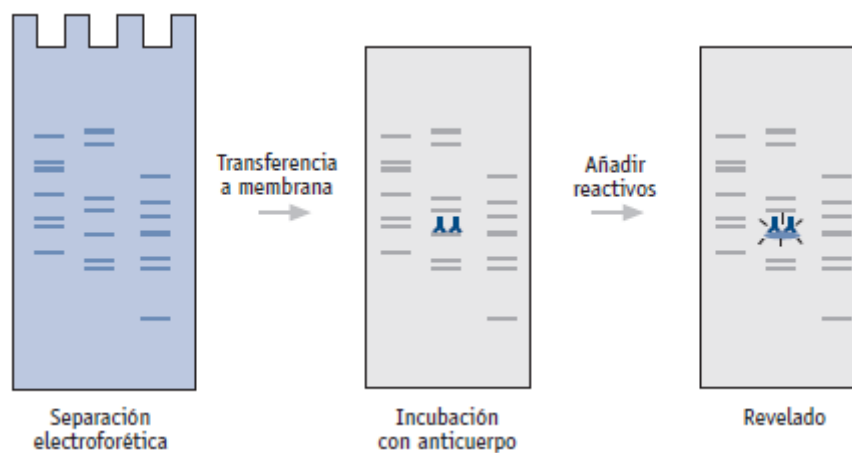 Transferencia
a membrana
Añadir
reactivos
Separación
electroforética
Incubación
con anticuerpo
Revelado